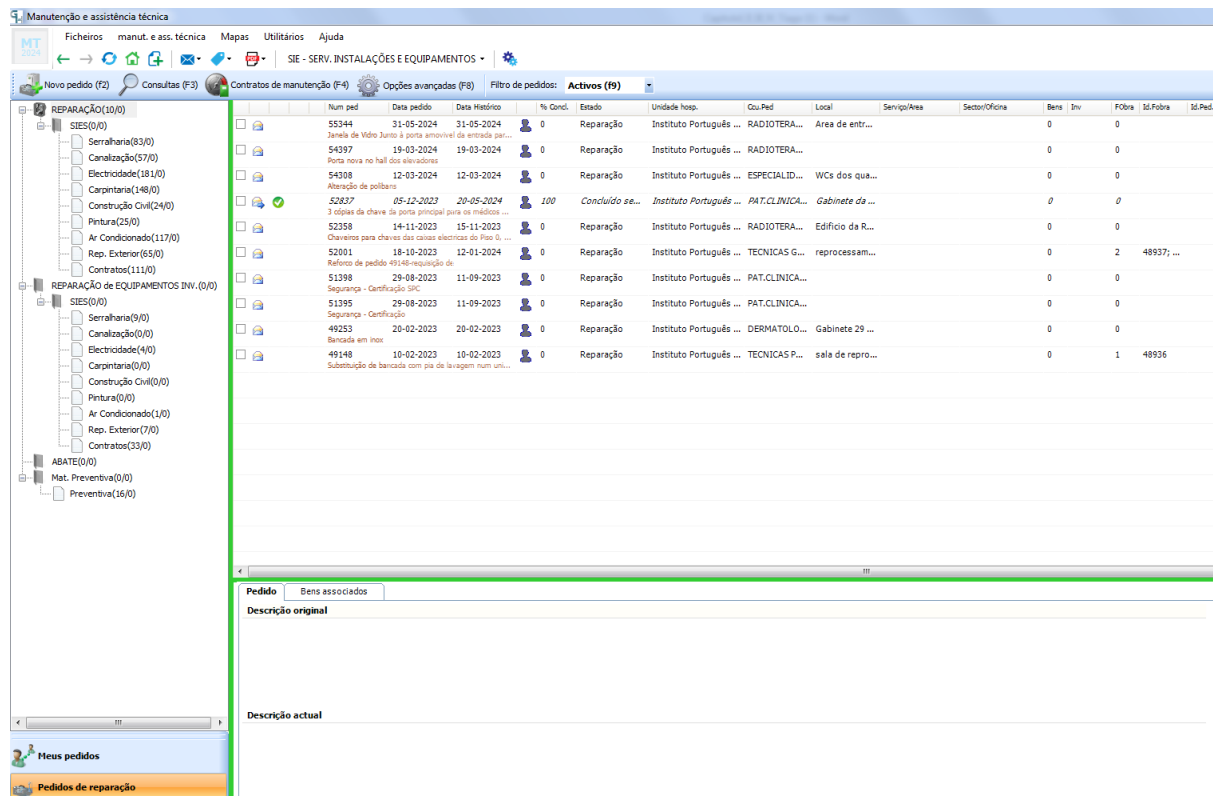 Manutenção e assistência técnica
MT
2024
Ficheiros manut. e ass. técnica Mapas Utilitários Ajuda
SIE - SERV. INSTALAÇÕES E EQUIPAMENTOS
Novo pedido (f2) Consultas (F3) Contratos de manutenção (F4) Opções avançadas (F8) Filtro de pedidos: Activos (f9)
REPARAÇÃO(10/0)
SIES(0/0)
Serralharia(83/0)
Canalização(57/0)
Electricidade(181/0)
Carpintaria(148/0)
Construção Civil(24/0)
Pintura(25/0)
Ar Condicionado(117/0)
Rep. Exterior(65/0)
Contratos(111/0)
REPARAÇÃO de EQUIPAMENTOS INV.(0/0)
SIES(0/0)
Serralharia(9/0)
Canalização(0/0)
Electricidade(4/0)
Carpintaria(0/0)
Construção Civil(0/0)
Pintura(0/0)
Ar Condicionado(1/0)
Rep. Exterior(7/0)
Contratos(33/0)
ABATE(0/0)
Mat. Preventiva(0/0)
Preventiva(16/0)
Meus pedidos
Pedidos de reparação
Num ped Data pedido Data Histórico % Concl. Estado Unidade hosp. Ccu.Ped Local Serviço/Area Sector/Oficina Bens Inv FObra Id.Fobra Id.Ped.
55344 31-05-2024 31-05-2024 0 Reparação Instituto Português ... RADIOTERA... Area de entr... 0 0
Janela de Vidro Junto à porta amovivel da entrada par...
54397 19-03-2024 19-03-2024 0 Reparação Instituto Português ... RADIOTERA... 0 0
Porta nova no hall dos elevadores
54308 12-03-2024 12-03-2024 0 Reparação Instituto Português ... ESPECIALID... WCs dos qua... 0 0
Alteração de polibans
52837 05-12-2023 20-05-2024 100 Concluído se... Instituto Português ... PAT.CLINICA... Gabinete da ... 0 0
3 cópias da chave da porta principal pura os médicos ...
52358 14-11-2023 15-11-2023 0 Reparação Instituto Português ... RADIOTERA... Edificio da R... 0 0
Chaveiros para chaves das caixas electricas do Piso 0, ...
52001 18-10-2023 12-01-2024 0 Reparação Instituto Português ... TECNICAS G... reprocessam... 0 2 48937; ...
Reforco de pedido 49148-requisição de
51398 29-08-2023 11-09-2023 0 Reparação Instituto Português ... PAT.CLINICA... 0 0
Segurança - Certificação SPC
51395 29-08-2023 11-09-2023 0 Reparação Instituto Português ... PAT.CLINICA... 0 0
Segurança - Certificação
49253 20-02-2023 20-02-2023 0 Reparação Instituto Português ... DERMATOLO... Gabinete 29 ... 0 0
Bancada em inox
49148 10-02-2023 10-02-2023 0 Reparação Instituto Português ... TECNICAS P... sala de repro... 0 1 48936
Substituição de bancada com pia de lavagem num uni...
Pedido Bens associados
Descrição original
Descrição actual